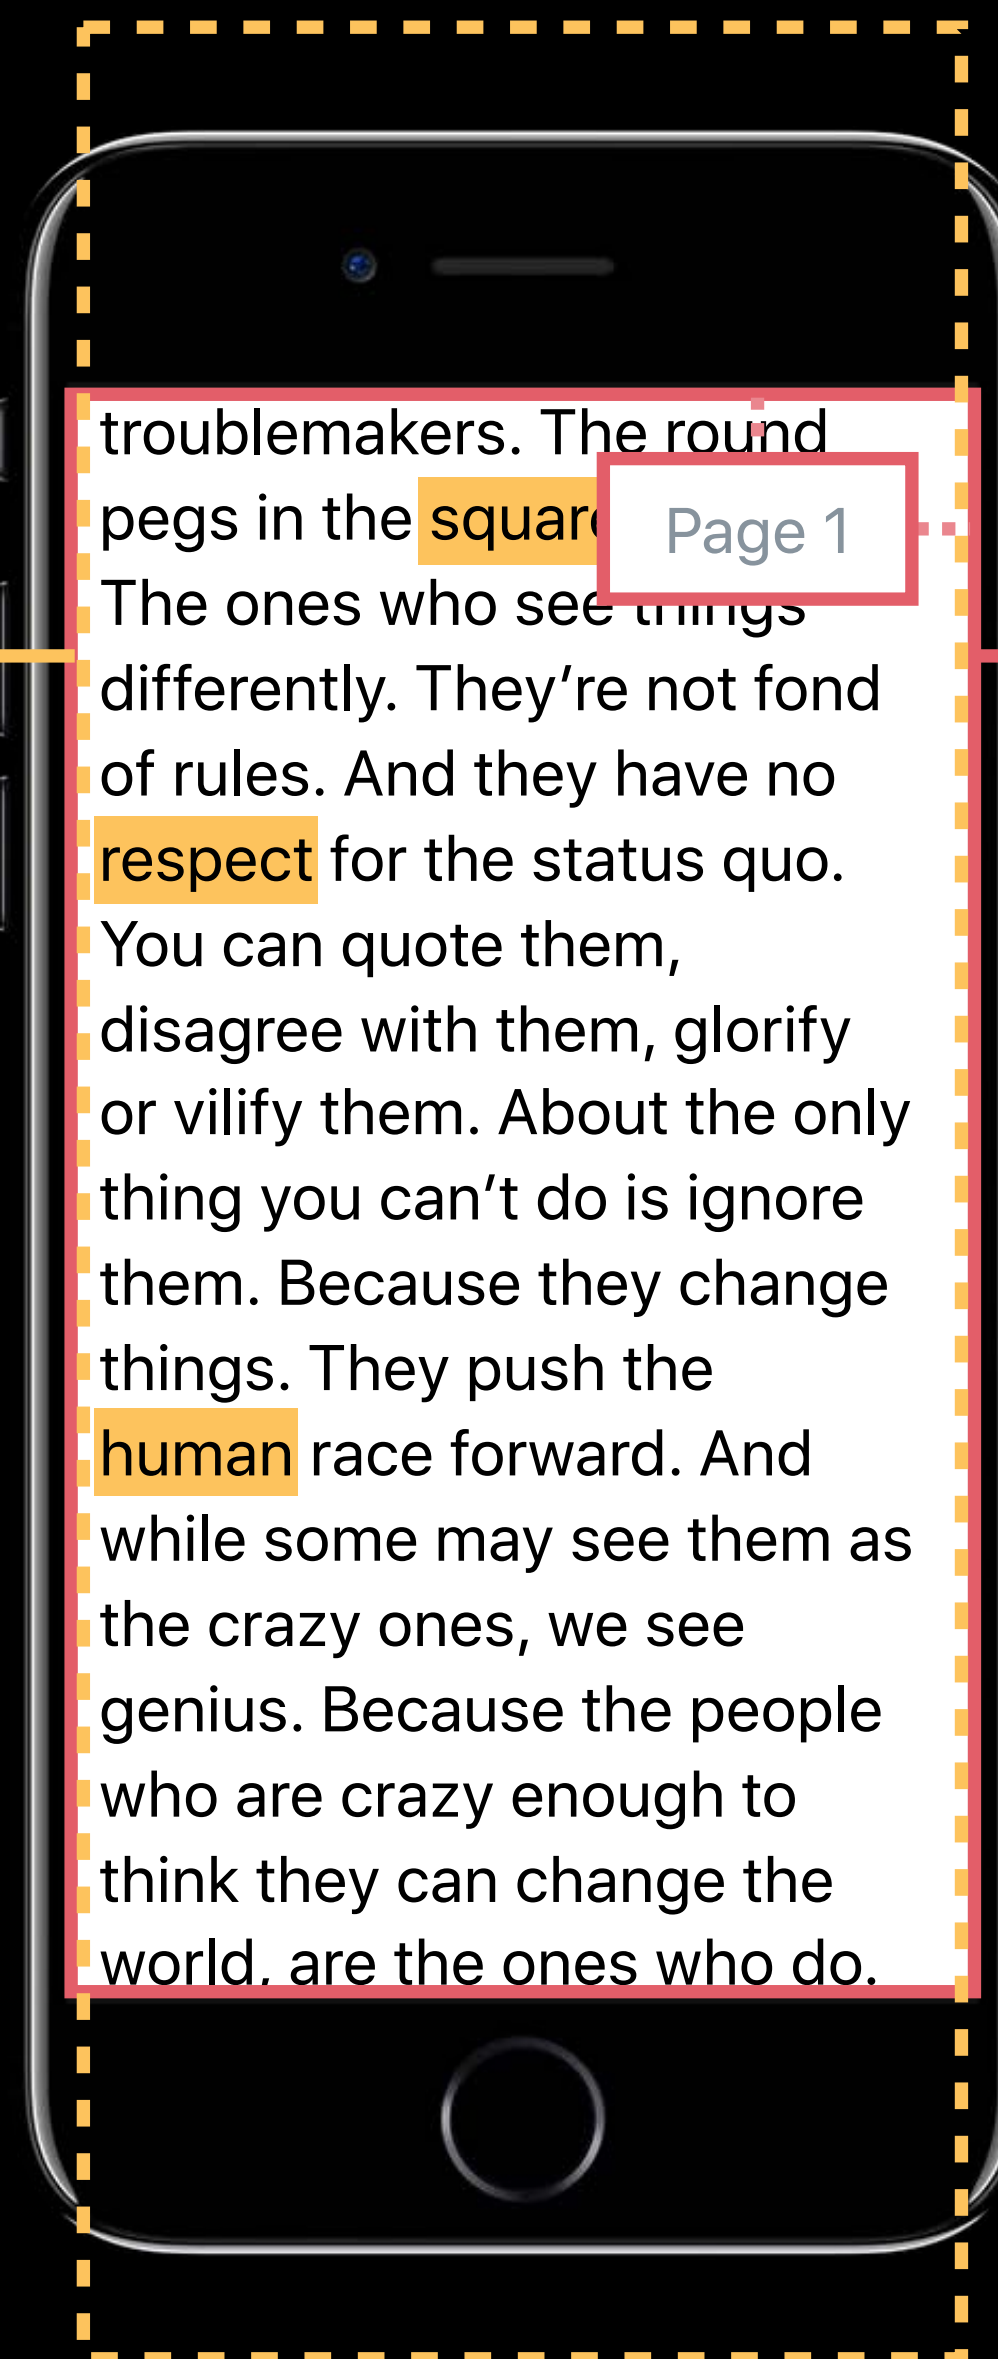 troublemakers. The round
pegs in the square
Page 1
The ones who see things
differently. They’re not fond
of rules. And they have no
respect for the status quo.
You can quote them,
disagree with them, glorify
or vilify them. About the only
thing you can’t do is ignore
them. Because they change
things. They push the
human race forward. And
while some may see them as
the crazy ones, we see
genius. Because the people
who are crazy enough to
think they can change the
world, are the ones who do.